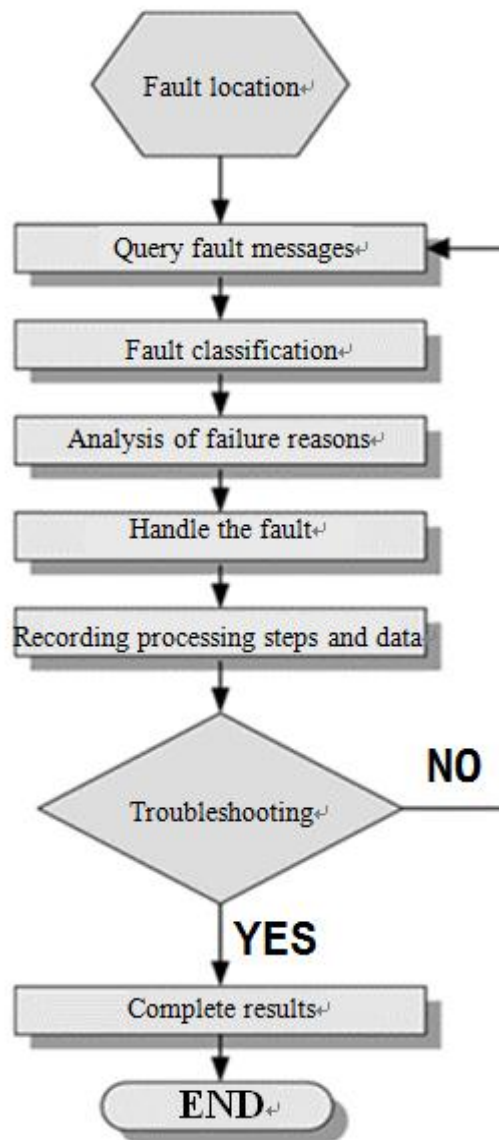 Fault location
Query fault messages
Fault classification
Analysis of failure reasons
Handle the fault
Recording processing steps and data
Troubleshooting
NO
YES
Complete results
END